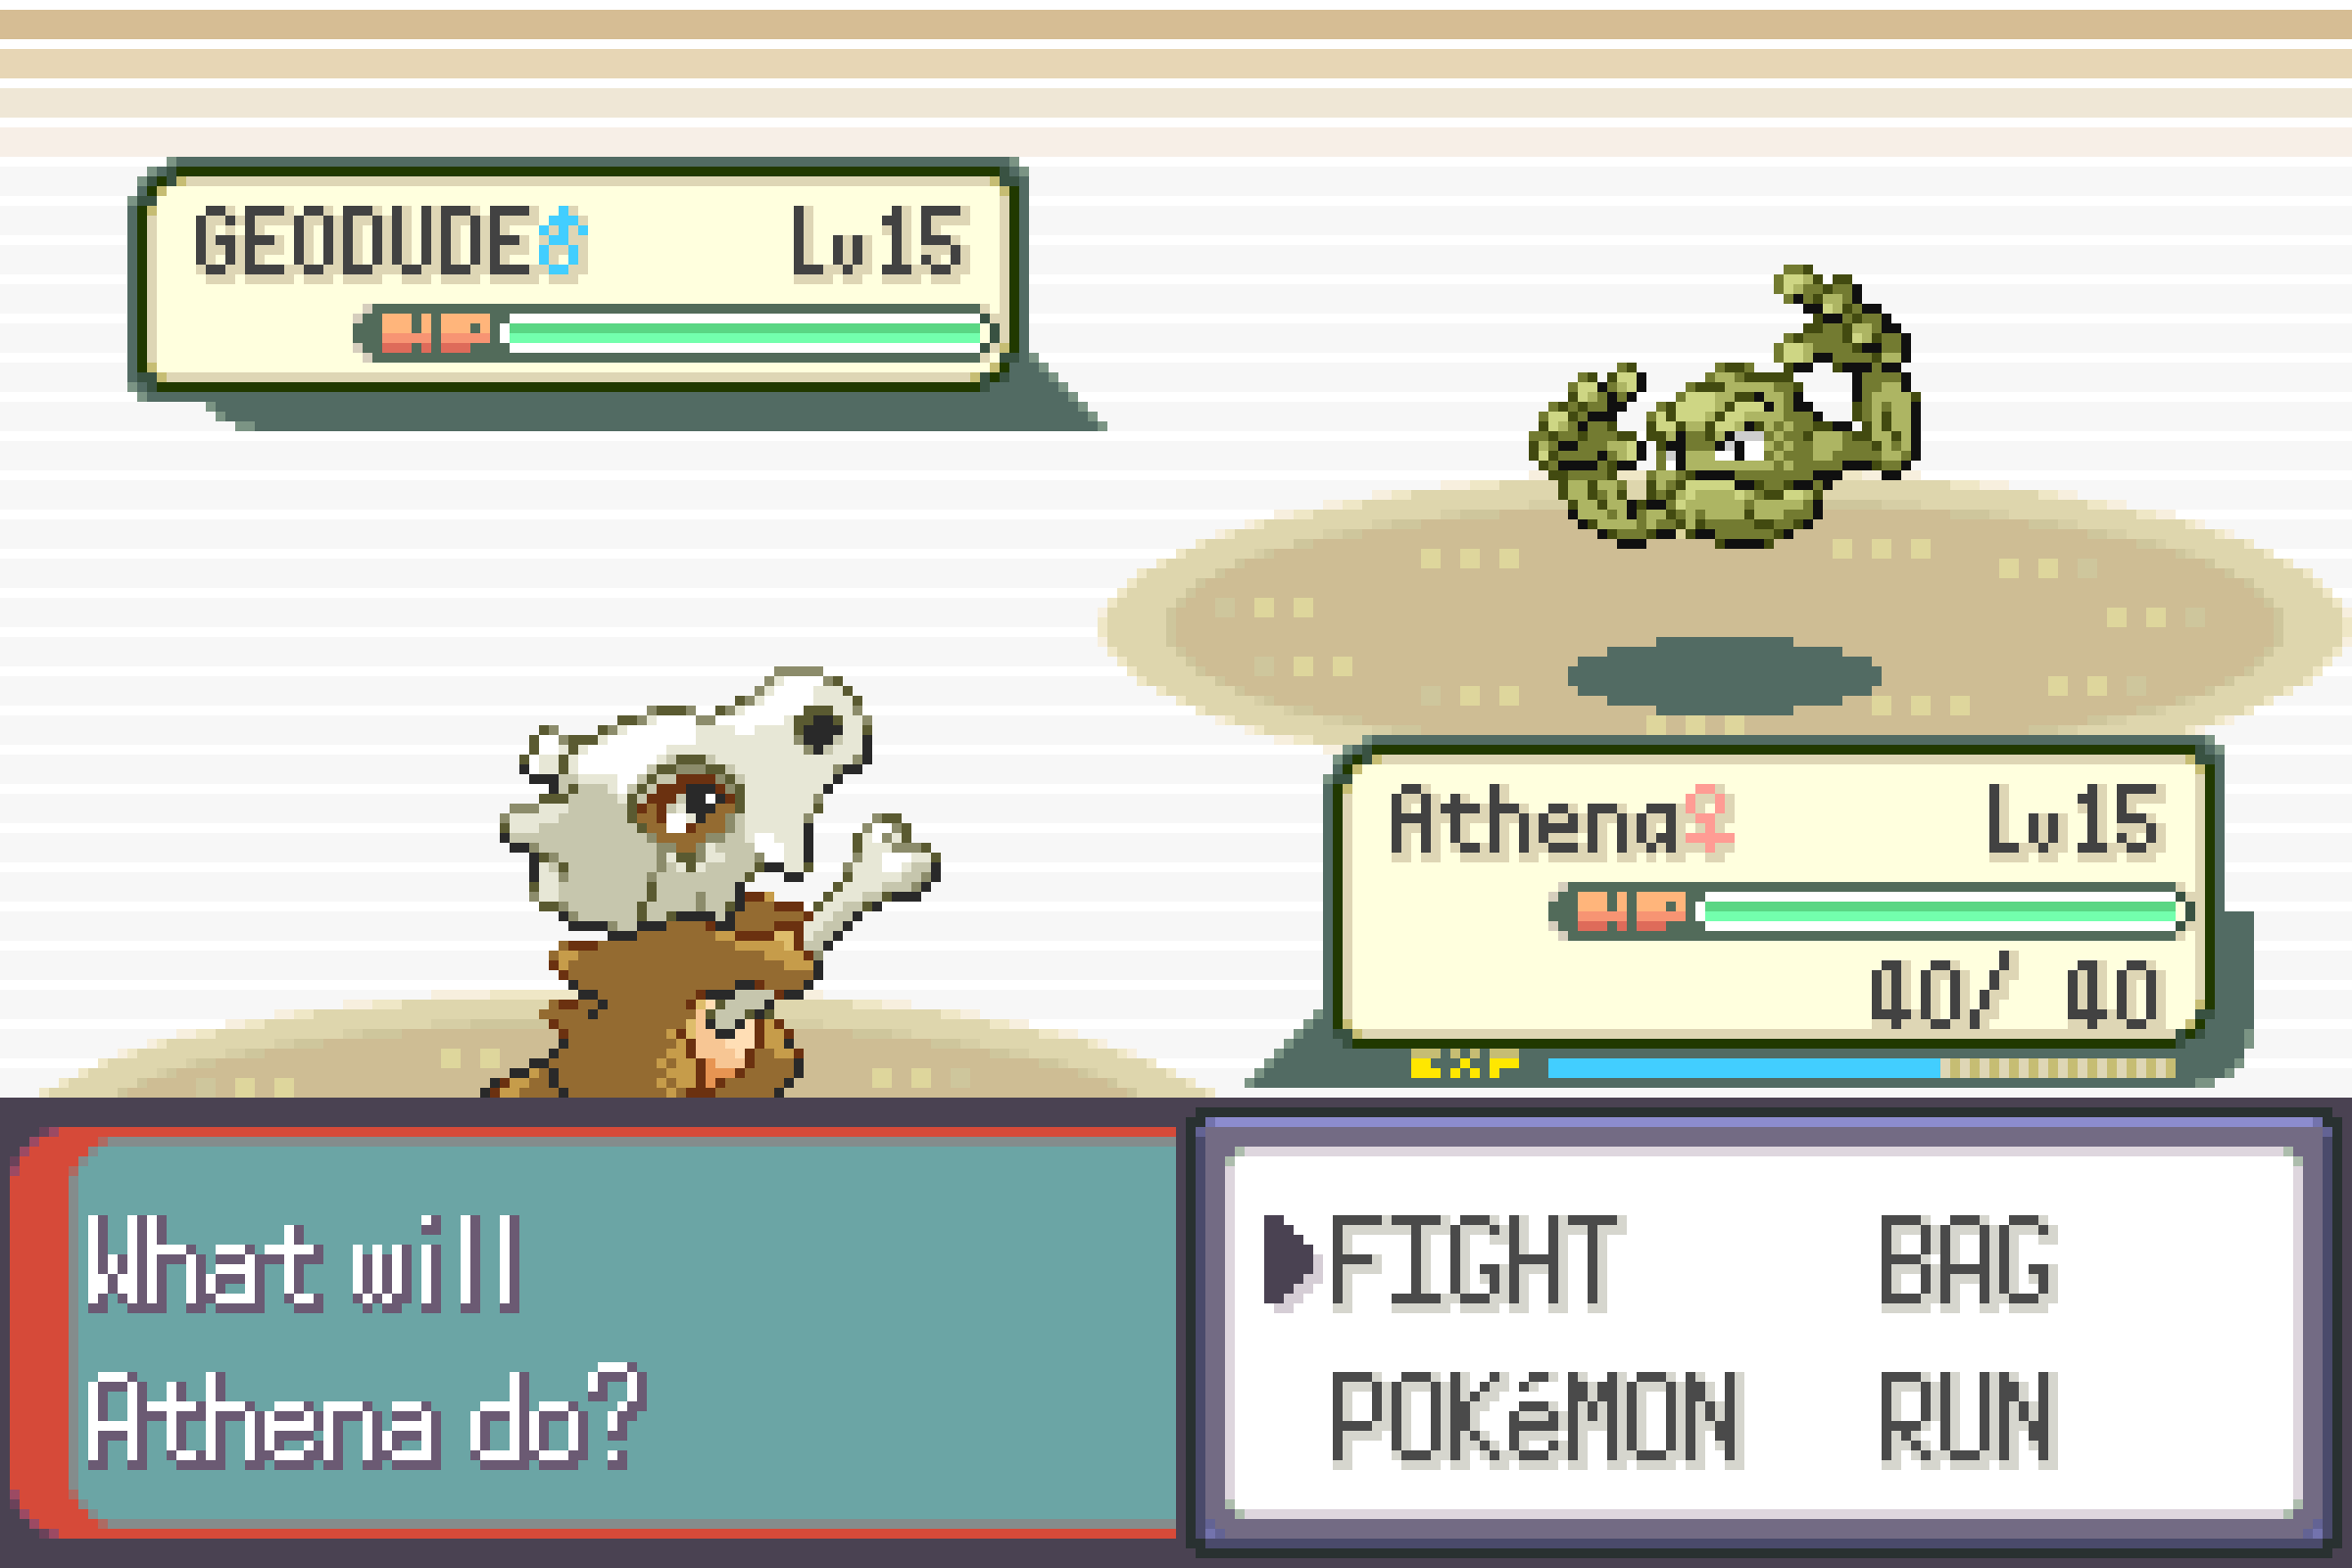 GEODUDE♂ Lv15
HP
Athena♀ Lv15
HP
40/ 40
EXP
What will
Athena do?
▶FIGHT BAG
POKéMON RUN